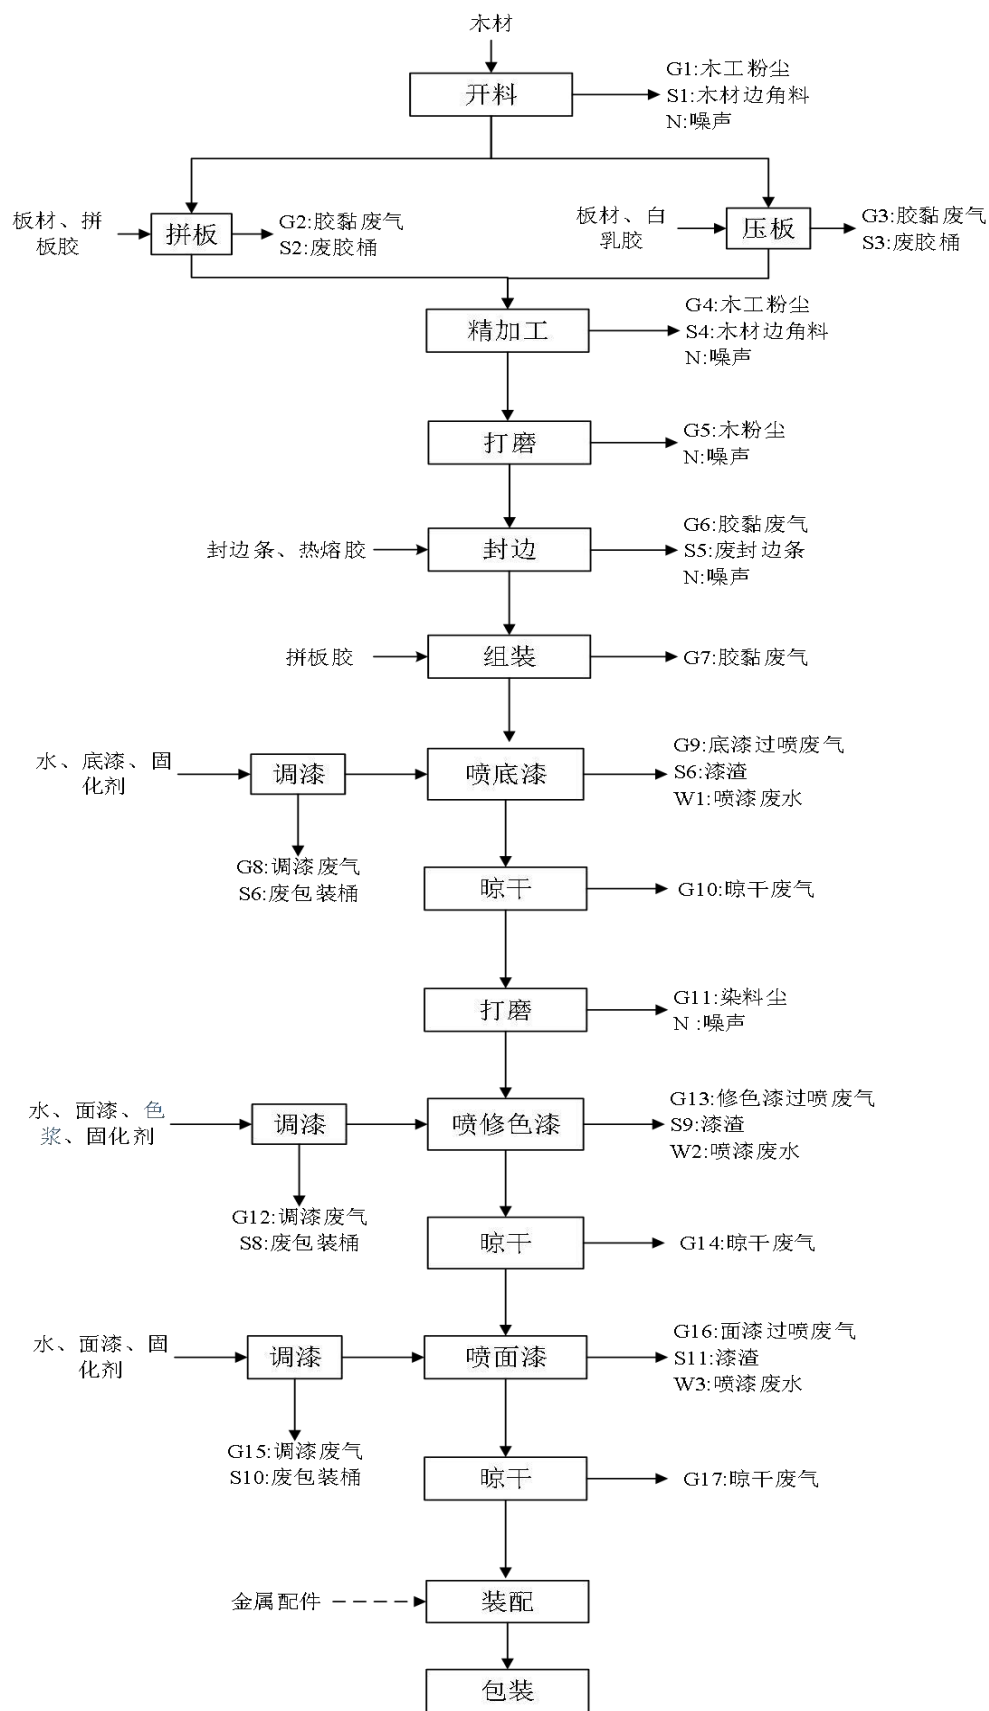 木材
开料
G1:木工粉尘
S1:木材边角料
N:噪声
板材、拼
板胶
拼板
G2:胶黏废气
S2:废胶桶
板材、白
乳胶
压板
G3:胶黏废气
S3:废胶桶
精加工
G4:木工粉尘
S4:木材边角料
N:噪声
打磨
G5:木粉尘
N:噪声
封边条、热熔胶
封边
G6:胶黏废气
S5:废封边条
N:噪声
拼板胶
组装
G7:胶黏废气
水、底漆、固
化剂
调漆
喷底漆
G9:底漆过喷废气
S6:漆渣
W1:喷漆废水
G8:调漆废气
S6:废包装桶
晾干
G10:晾干废气
打磨
G11:染料尘
N :噪声
水、面漆、色
浆、固化剂
调漆
喷修色漆
G13:修色漆过喷废气
S9:漆渣
W2:喷漆废水
G12:调漆废气
S8:废包装桶
晾干
G14:晾干废气
水、面漆、固
化剂
调漆
喷面漆
G16:面漆过喷废气
S11:漆渣
W3:喷漆废水
G15:调漆废气
S10:废包装桶
晾干
G17:晾干废气
金属配件
装配
包装